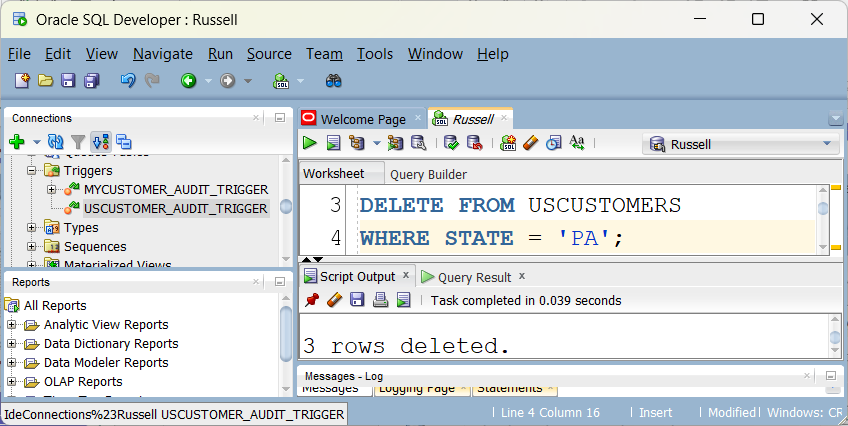 Oracle SQL Developer : Russell
File Edit View Navigate Run Source Team Tools Window Help
Connections
Triggers
MYCUSTOMER_AUDIT_TRIGGER
USCUSTOMER_AUDIT_TRIGGER
Types
Sequences
Materialized Views
Reports
All Reports
Analytic View Reports
Data Dictionary Reports
Data Modeler Reports
OLAP Reports
Welcome Page
Russell
Russell
Worksheet Query Builder
3 DELETE FROM USCUSTOMERS
4 WHERE STATE = 'PA';
Script Output Query Result
Task completed in 0.039 seconds
3 rows deleted.
Messages - Log
Messages Logging Page Statements
IdeConnections%23Russell USCUSTOMER_AUDIT_TRIGGER
Line 4 Column 16 Insert Modified Windows: CR